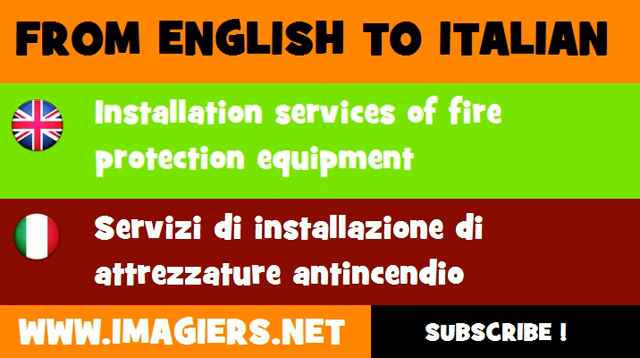 FROM ENGLISH TO ITALIAN
Installation services of fire
protection equipment
Servizi di installazione di
attrezzature antincendio
WWW.IMAGIERS.NET
SUBSCRIBE !